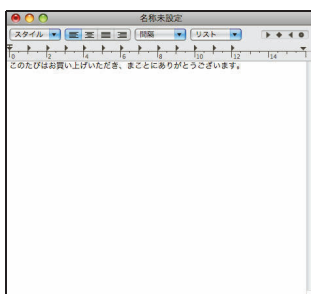 名称未設定
スタイル 間隔 リスト
0 2 4 6 8 10 12 14
このたびはお買い上げいただき、まことにありがとうございます。